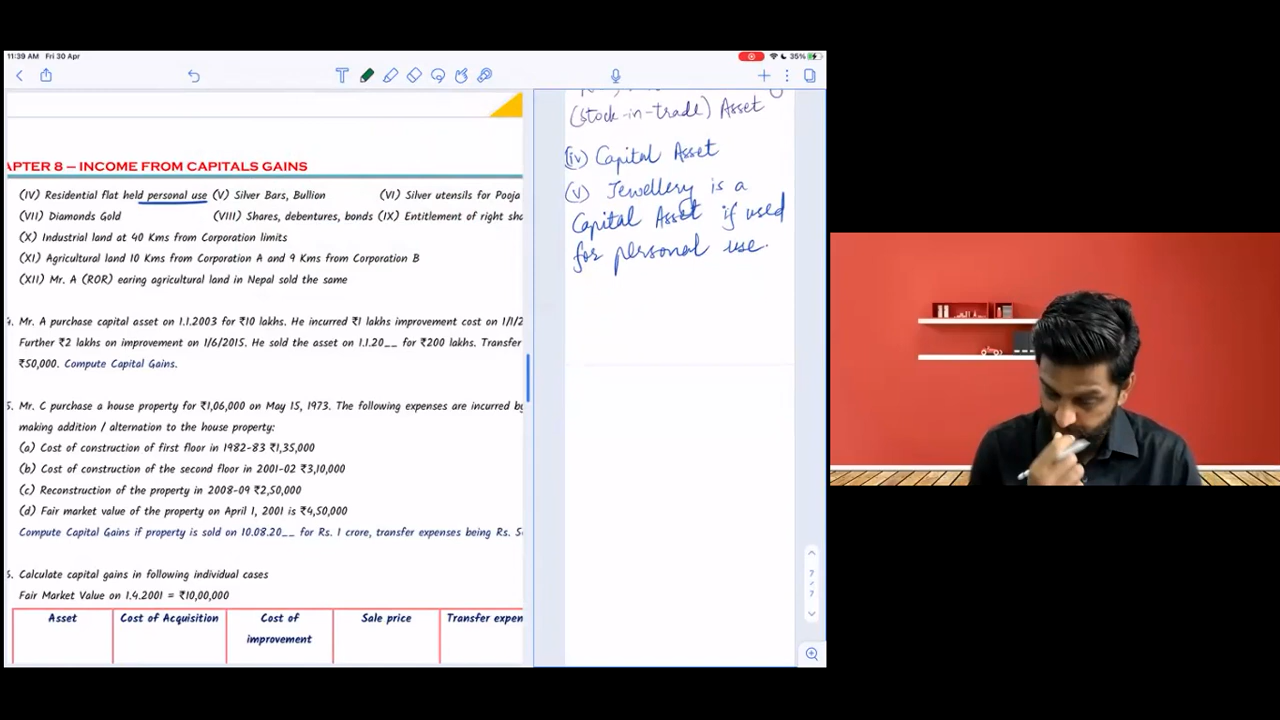 11:39 AM Fri 30 Apr
35%
T
APTER 8 – INCOME FROM CAPITALS GAINS
(IV) Residential flat held personal use (V) Silver Bars, Bullion (VI) Silver utensils for Pooja
(VII) Diamonds Gold (VIII) Shares, debentures, bonds (IX) Entitlement of right sha
(X) Industrial land at 40 Kms from Corporation limits
(XI) Agricultural land 10 Kms from Corporation A and 9 Kms from Corporation B
(XII) Mr. A (ROR) earing agricultural land in Nepal sold the same
Mr. A purchase capital asset on 1.1.2003 for ₹10 lakhs. He incurred ₹1 lakhs improvement cost on 1/1/2
Further ₹2 lakhs on improvement on 1/6/2015. He sold the asset on 1.1.20__ for ₹200 lakhs. Transfer
₹50,000. Compute Capital Gains.
5. Mr. C purchase a house property for ₹1,06,000 on May 15, 1973. The following expenses are incurred by
making addition / alternation to the house property:
(a) Cost of construction of first floor in 1982-83 ₹1,35,000
(b) Cost of construction of the second floor in 2001-02 ₹3,10,000
(c) Reconstruction of the property in 2008-09 ₹2,50,000
(d) Fair market value of the property on April 1, 2001 is ₹4,50,000
Compute Capital Gains if property is sold on 10.08.20__ for Rs. 1 crore, transfer expenses being Rs.
Calculate capital gains in following individual cases
Fair Market Value on 1.4.2001 = ₹10,00,000
Asset Cost of Acquisition Cost of improvement Sale price Transfer expen
(stock-in-trade) Asset
(iv) Capital Asset
(v) Jewellery is a
Capital Asset if used
for personal use.
7
/
7